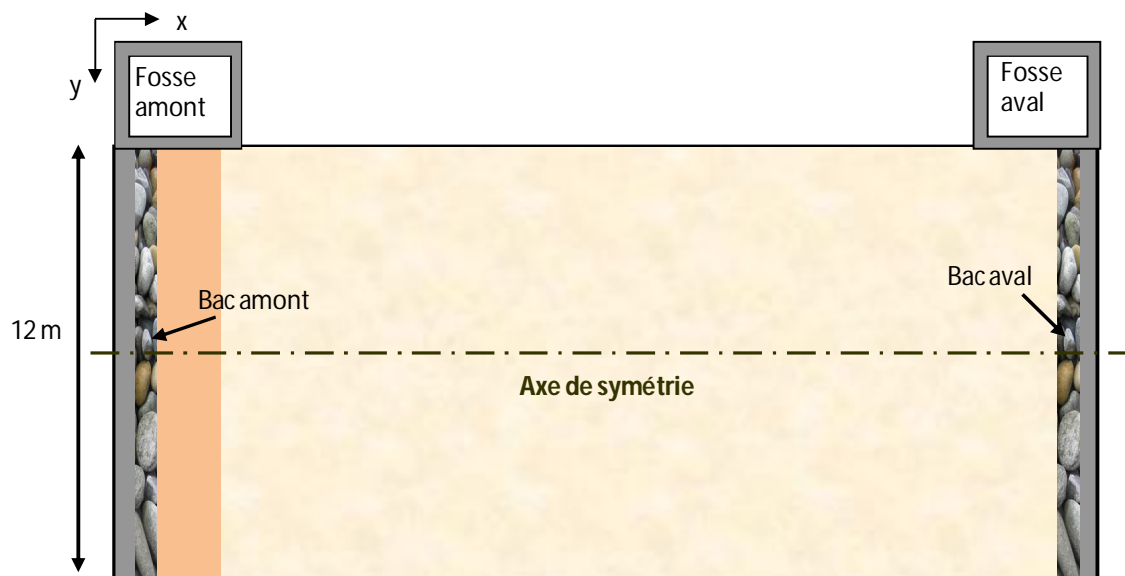 x
y
Fosse
amont
Fosse
aval
Bac amont
Bac aval
12 m
Axe de symétrie